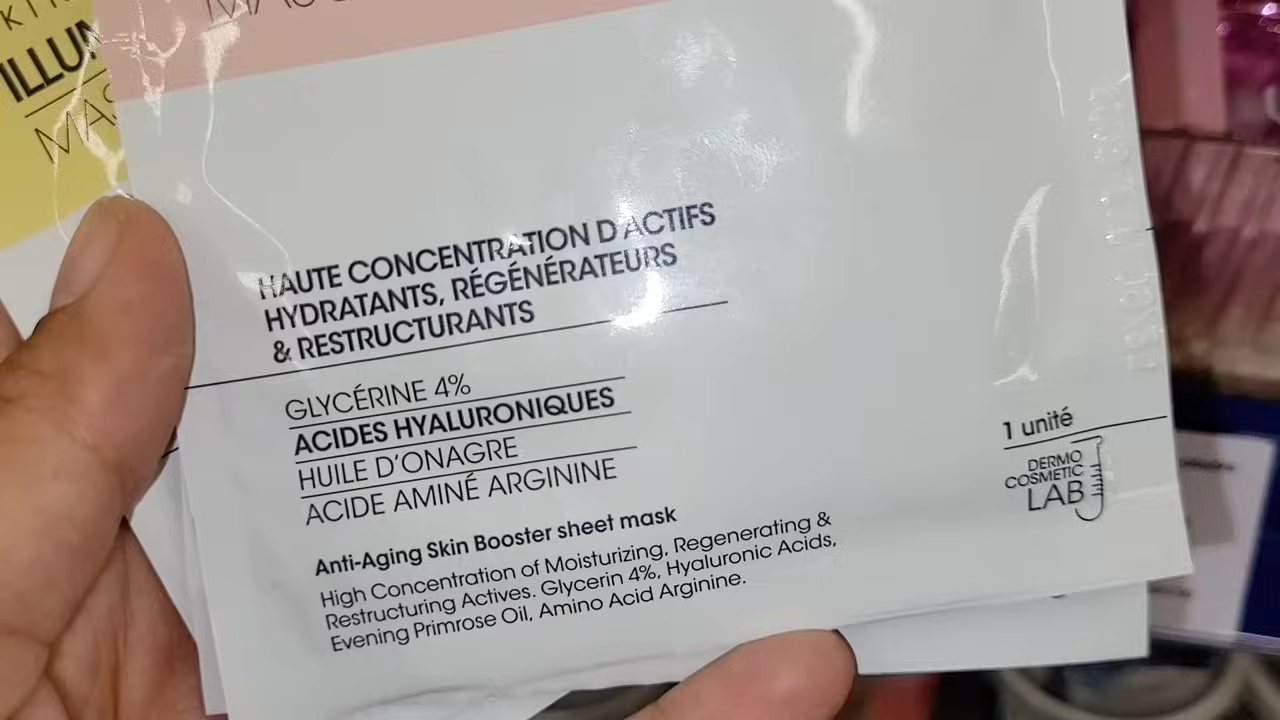 ILLUM
MAS
HAUTE CONCENTRATION D'ACTIFS
HYDRATANTS, RÉGÉNÉRATEURS
& RESTRUCTURANTS
GLYCÉRINE 4%
ACIDES HYALURONIQUES
HUILE D'ONAGRE
ACIDE AMINÉ ARGININE
Anti-Aging Skin Booster sheet mask
High Concentration of Moisturizing, Regenerating &
Restructuring Actives. Glycerin 4%, Hyaluronic Acids,
Evening Primrose Oil, Amino Acid Arginine.
1 unité
DERMO
COSMETIC
LAB